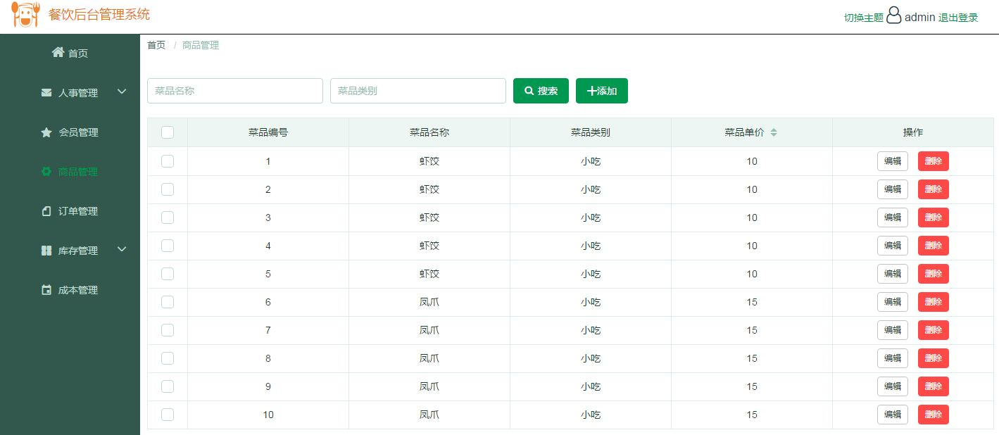 餐饮后台管理系统
切换主题 admin 退出登录
首页
人事管理
会员管理
商品管理
订单管理
库存管理
成本管理
首页 / 商品管理
菜品名称 菜品类别 搜索 添加
菜品编号 菜品名称 菜品类别 菜品单价 操作
1 虾饺 小吃 10 编辑 删除
2 虾饺 小吃 10 编辑 删除
3 虾饺 小吃 10 编辑 删除
4 虾饺 小吃 10 编辑 删除
5 虾饺 小吃 10 编辑 删除
6 凤爪 小吃 15 编辑 删除
7 凤爪 小吃 15 编辑 删除
8 凤爪 小吃 15 编辑 删除
9 凤爪 小吃 15 编辑 删除
10 凤爪 小吃 15 编辑 删除